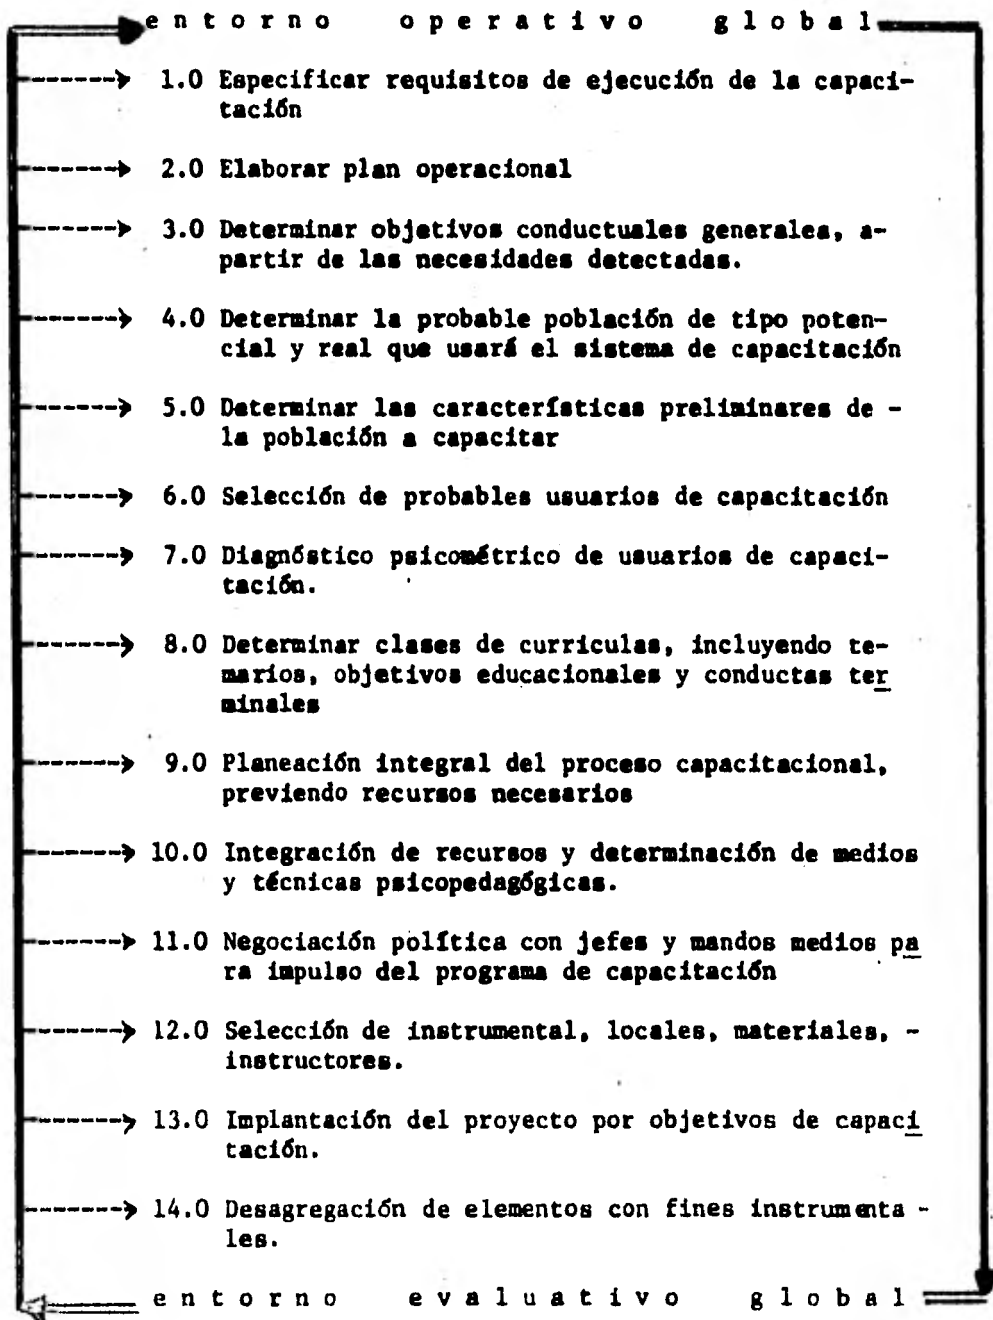 entorno operativo global
1.0 Especificar requisitos de ejecución de la capaci-
tación
2.0 Elaborar plan operacional
3.0 Determinar objetivos conductuales generales, a-
partir de las necesidades detectadas.
4.0 Determinar la probable población de tipo poten-
cial y real que usará el sistema de capacitación
5.0 Determinar las características preliminares de -
la población a capacitar
6.0 Selección de probables usuarios de capacitación
7.0 Diagnóstico psicométrico de usuarios de capaci-
tación.
8.0 Determinar clases de curriculas, incluyendo te-
marios, objetivos educacionales y conductas ter
minales
9.0 Planeación integral del proceso capacitacional,
previendo recursos necesarios
10.0 Integración de recursos y determinación de medios
y técnicas psicopedagógicas.
11.0 Negociación política con jefes y mandos medios pa
ra impulso del programa de capacitación
12.0 Selección de instrumental, locales, materiales, -
instructores.
13.0 Implantación del proyecto por objetivos de capaci
tación.
14.0 Desagregación de elementos con fines instrumenta -
les.
entorno evaluativo global